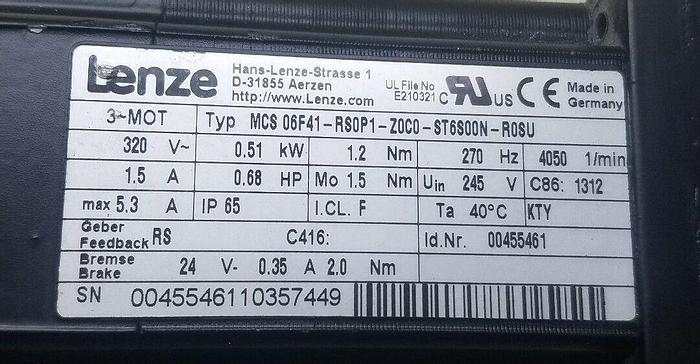 Lenze
Hans-Lenze-Strasse 1
D-31855 Aerzen
http://www.Lenze.com
UL File No
E210321
c RU US CE
Made in
Germany
3~MOT Typ MCS 06F41-RS0P1-Z0C0-ST6S00N-R0SU
320 V~ 0.51 kW 1.2 Nm 270 Hz 4050 1/min
1.5 A 0.68 HP Mo 1.5 Nm Uin 245 V C86: 1312
max 5.3 A IP 65 I.CL. F Ta 40°C KTY
Geber
Feedback RS C416: Id.Nr. 00455461
Bremse
Brake 24 V- 0.35 A 2.0 Nm
SN 0045546110357449